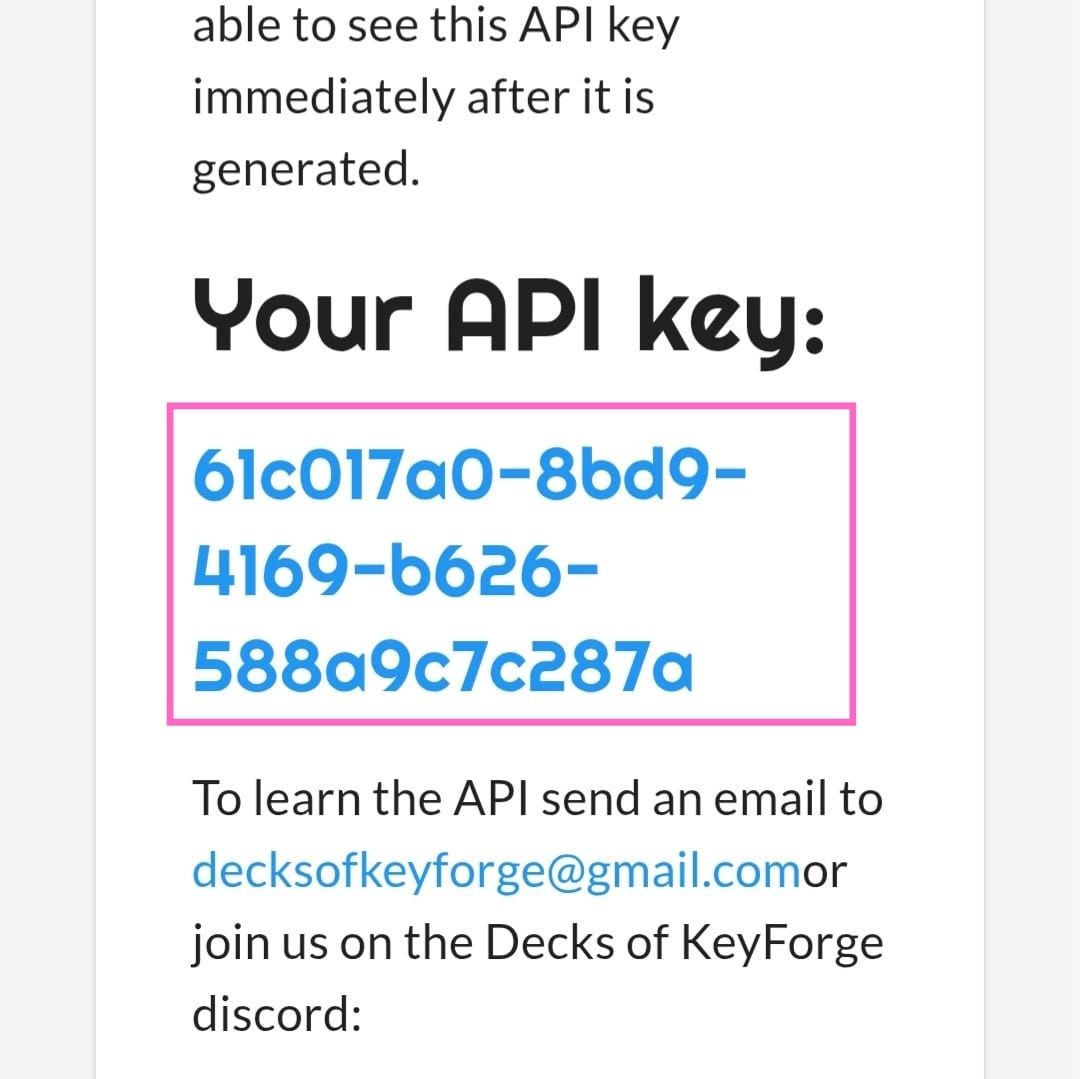 able to see this API key
immediately after it is
generated.
Your API key:
61c017a0-8bd9-
4169-b626-
588a9c7c287a
To learn the API send an email to
decksofkeyforge@gmail.comor
join us on the Decks of KeyForge
discord: